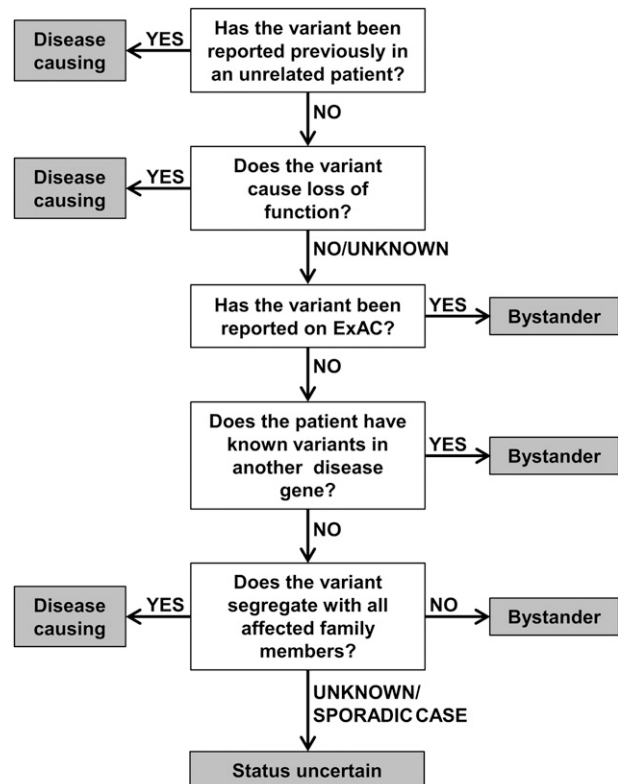 Has the variant been
reported previously in
an unrelated patient?
YES
Disease
causing
NO
Does the variant
cause loss of
function?
YES
Disease
causing
NO/UNKNOWN
Has the variant been
reported on ExAC?
YES
Bystander
NO
Does the patient have
known variants in
another disease
gene?
YES
Bystander
NO
Does the variant
segregate with all
affected family
members?
YES
Disease
causing
NO
Bystander
UNKNOWN/
SPORADIC CASE
Status uncertain